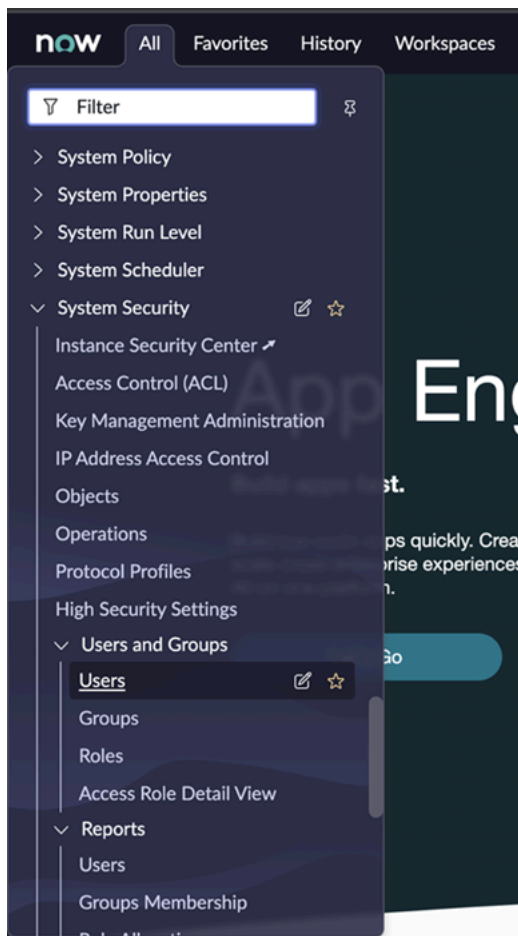 now All Favorites History Workspaces
Filter
System Policy
System Properties
System Run Level
System Scheduler
System Security
Instance Security Center
Access Control (ACL)
App Eng
Key Management Administration
IP Address Access Control
st.
Objects
Operations
ps quickly. Crea
Protocol Profiles
prise experiences
n.
High Security Settings
Users and Groups
Go
Users
Groups
Roles
Access Role Detail View
Reports
Users
Groups Membership